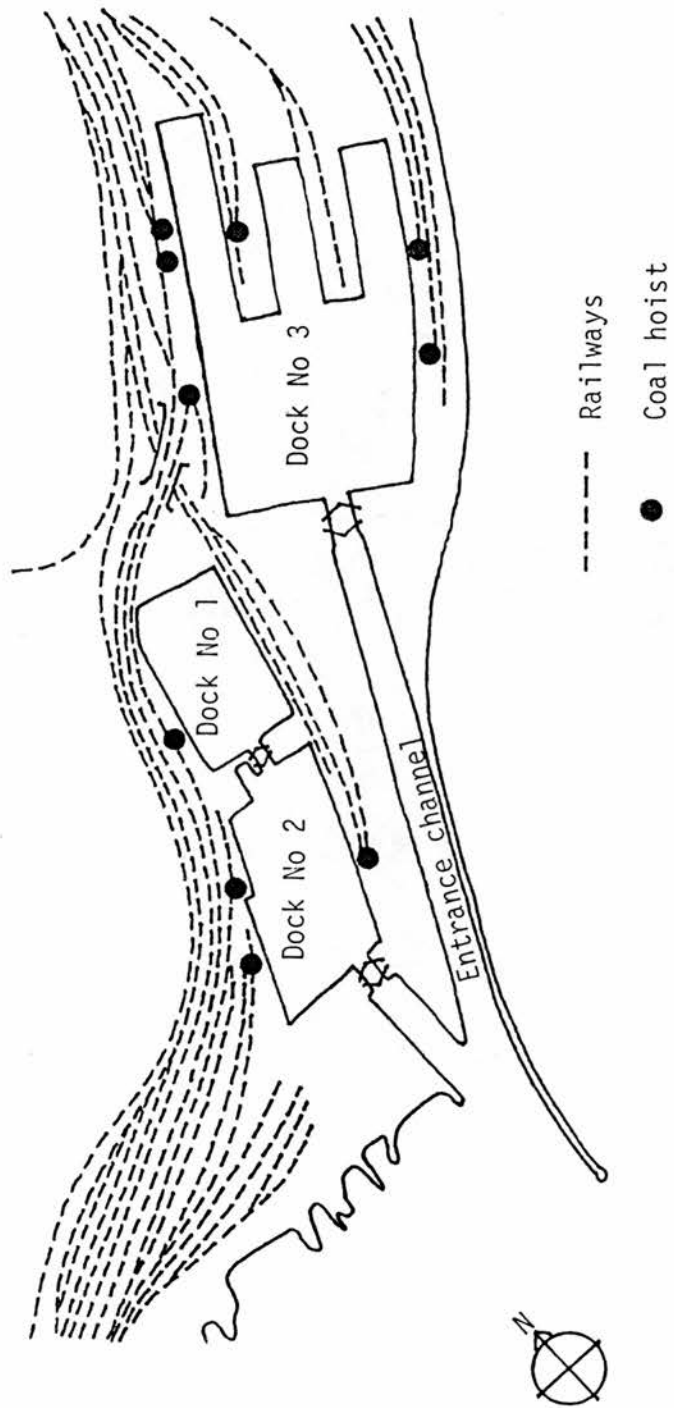 Dock No 1
Dock No 2
Dock No 3
Entrance channel
Railways
Coal hoist
N